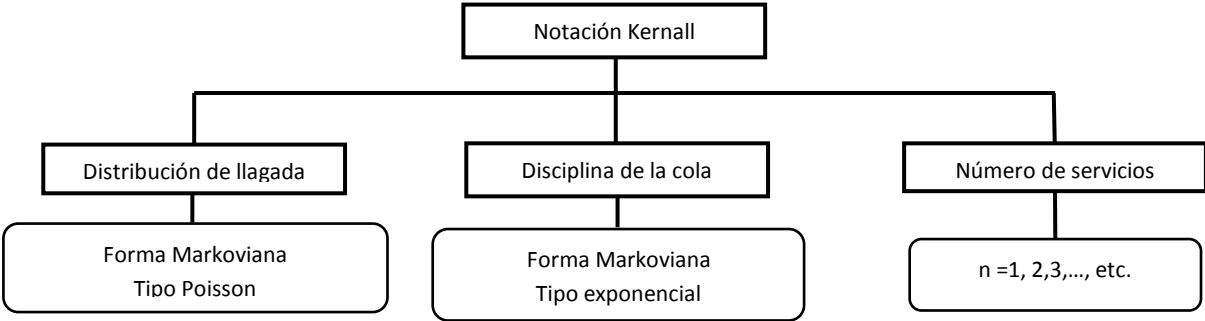 Notación Kernall
Distribución de llagada
Disciplina de la cola
Número de servicios
Forma Markoviana
Tipo Poisson
Forma Markoviana
Tipo exponencial
n =1, 2,3,..., etc.